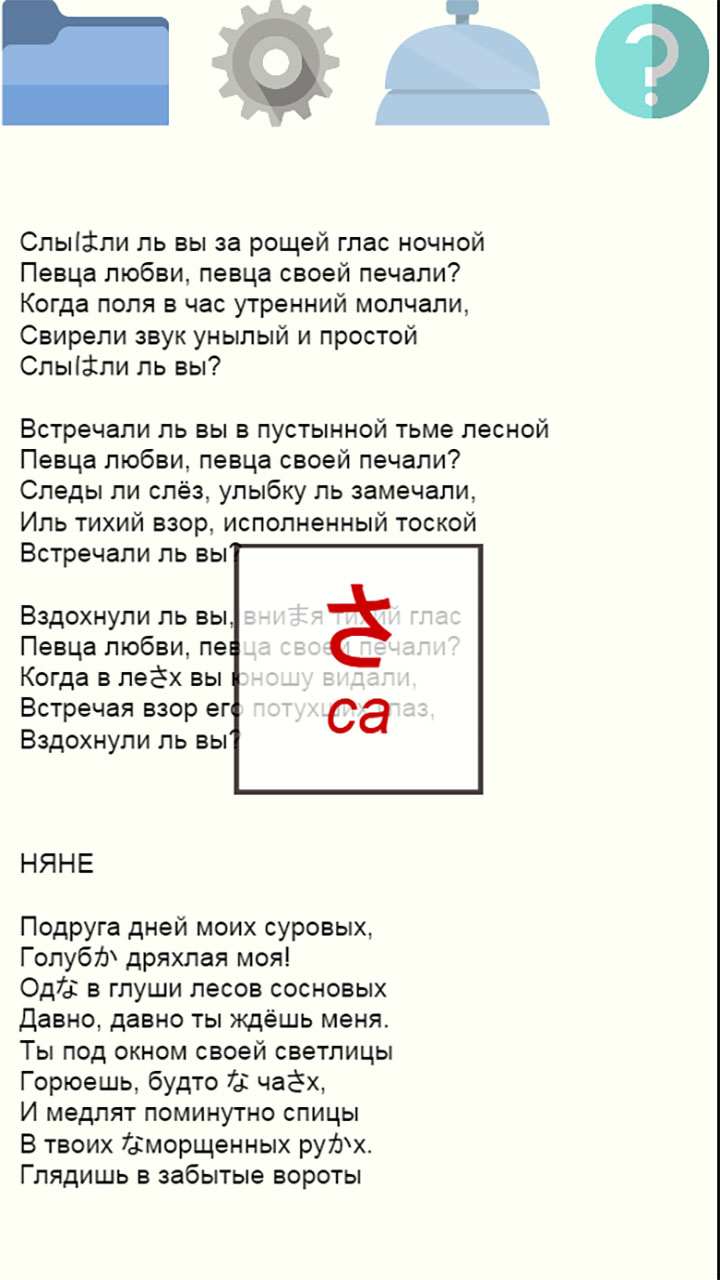 Слыはли ль вы за рощей глас ночной
Певца любви, певца своей печали?
Когда поля в час утренний молчали,
Свирели звук унылый и простой
Слыはли ль вы?
Встречали ль вы в пустынной тьме лесной
Певца любви, певца своей печали?
Следы ли слёз, улыбку ль замечали,
Иль тихий взор, исполненный тоской
Встречали ль вы?
Вздохнули ль вы, вниまя тихий глас
Певца любви, певца своей печали?
Когда в леさх вы юношу видали,
Встречая взор его потухших глаз,
Вздохнули ль вы?
さ
са
НЯНЕ
Подруга дней моих суровых,
Голубか дряхлая моя!
Одな в глуши лесов сосновых
Давно, давно ты ждёшь меня.
Ты под окном своей светлицы
Горюешь, будто な чаさх,
И медлят поминутно спицы
В твоих なморщенных руかх.
Глядишь в забытые вороты